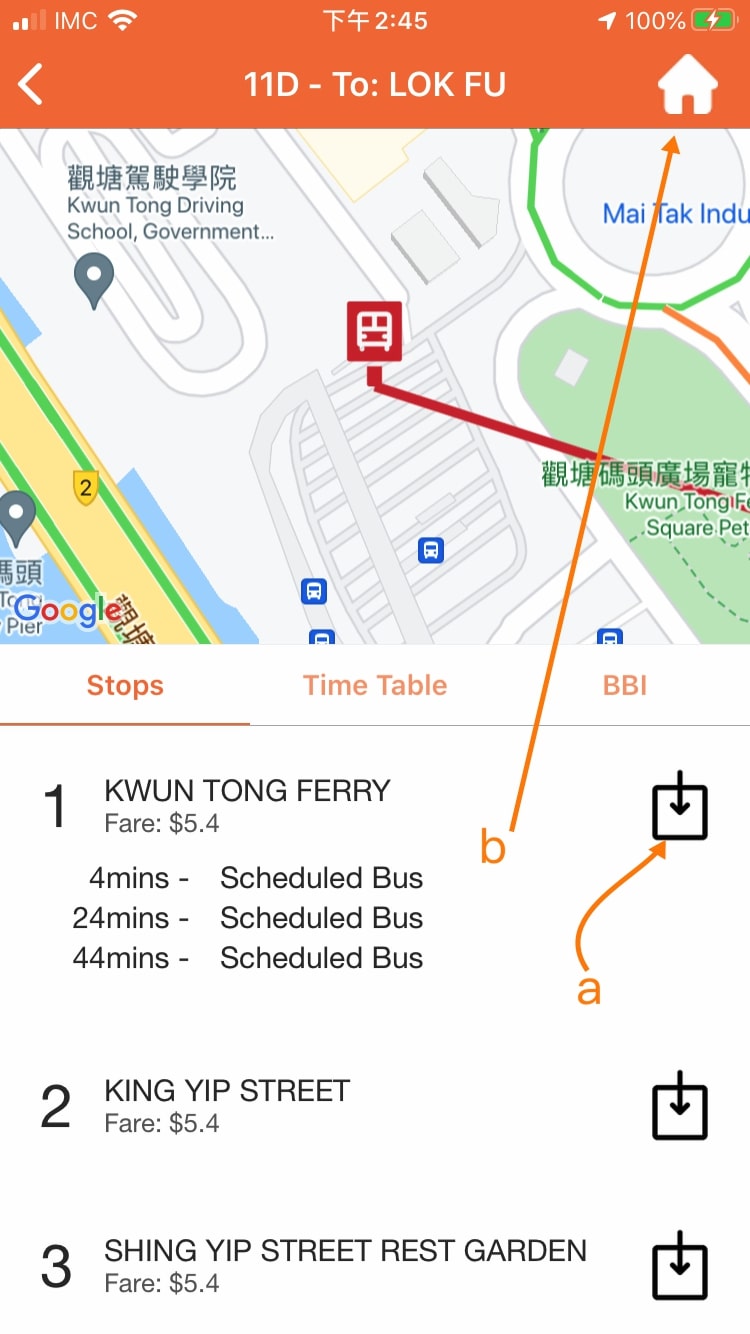 IMC 下午2:45 100%
11D - To: LOK FU
觀塘駕駛學院
Kwun Tong Driving
School, Government...
Mai Tak Indu
2
觀塘碼頭廣場寵物
Kwun Tong Fe
Square Pet
碼頭
Google
Pier
觀塘
Stops Time Table BBI
1 KWUN TONG FERRY
Fare: $5.4
b
4mins - Scheduled Bus
24mins - Scheduled Bus
44mins - Scheduled Bus
a
2 KING YIP STREET
Fare: $5.4
3 SHING YIP STREET REST GARDEN
Fare: $5.4